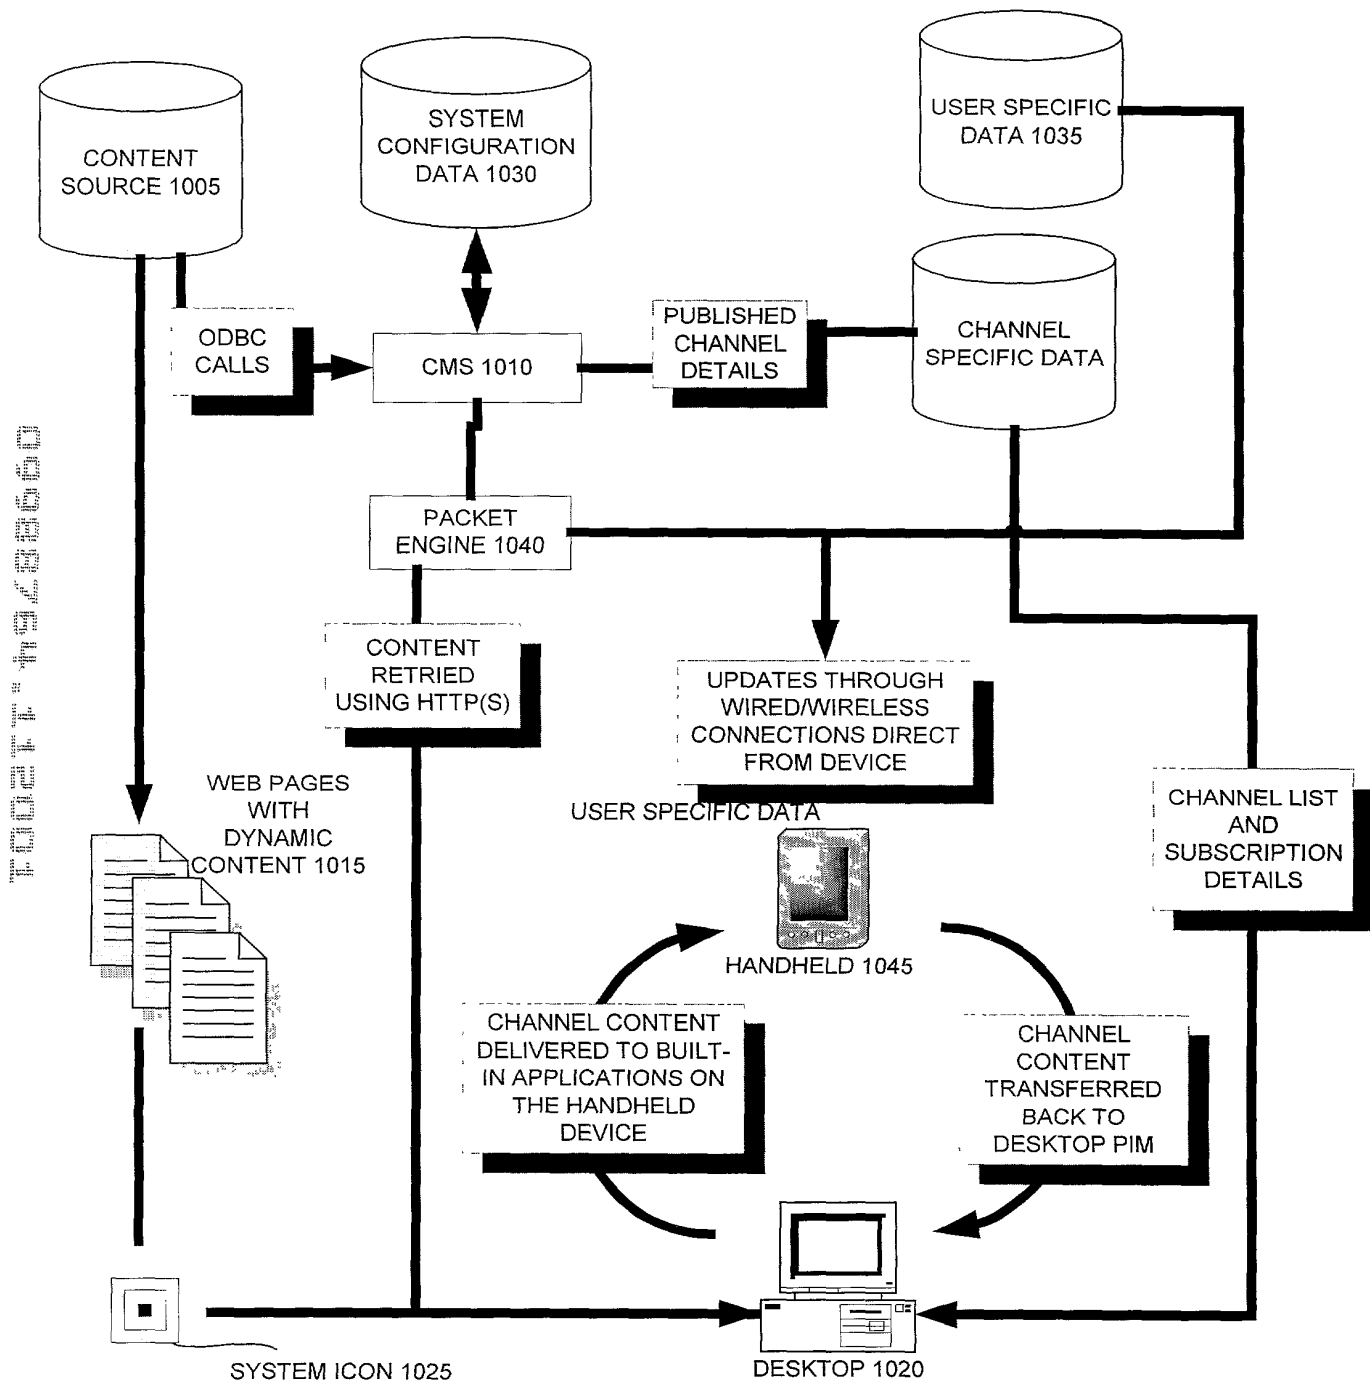 CONTENT
SOURCE 1005
SYSTEM
CONFIGURATION
DATA 1030
USER SPECIFIC
DATA 1035
ODBC
CALLS
CMS 1010
PUBLISHED
CHANNEL
DETAILS
CHANNEL
SPECIFIC DATA
PACKET
ENGINE 1040
CONTENT
RETRIED
USING HTTP(S)
UPDATES THROUGH
WIRED/WIRELESS
CONNECTIONS DIRECT
FROM DEVICE
USER SPECIFIC DATA
WEB PAGES
WITH
DYNAMIC
CONTENT 1015
CHANNEL LIST
AND
SUBSCRIPTION
DETAILS
HANDHELD 1045
CHANNEL CONTENT
DELIVERED TO BUILT-
IN APPLICATIONS ON
THE HANDHELD
DEVICE
CHANNEL
CONTENT
TRANSFERRED
BACK TO
DESKTOP PIM
SYSTEM ICON 1025
DESKTOP 1020